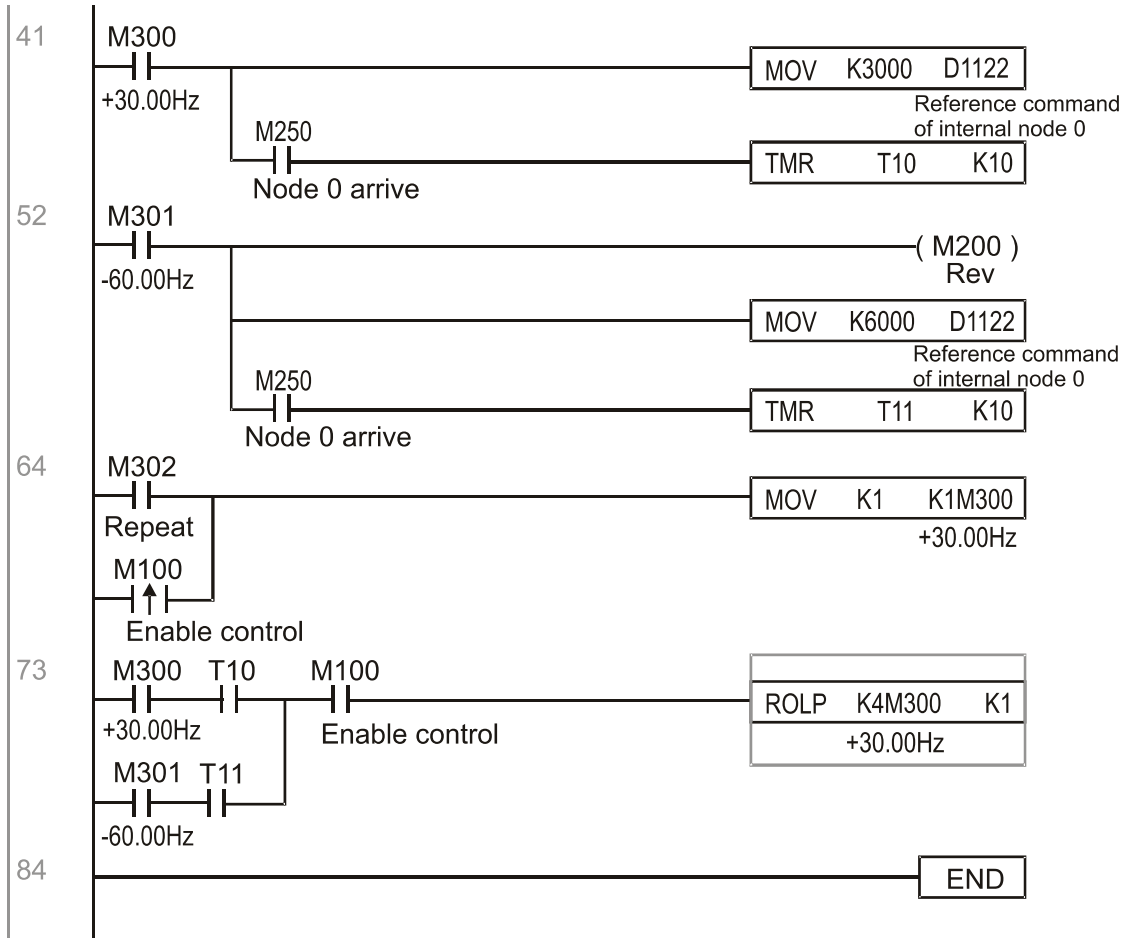 41
M300
+30.00Hz
MOV K3000 D1122
Reference command
of internal node 0
M250
Node 0 arrive
TMR T10 K10
52
M301
-60.00Hz
( M200 )
Rev
MOV K6000 D1122
Reference command
of internal node 0
M250
Node 0 arrive
TMR T11 K10
64
M302
Repeat
MOV K1 K1M300
+30.00Hz
M100
Enable control
73
M300 T10 M100
+30.00Hz
Enable control
ROLP K4M300 K1
+30.00Hz
M301 T11
-60.00Hz
84
END